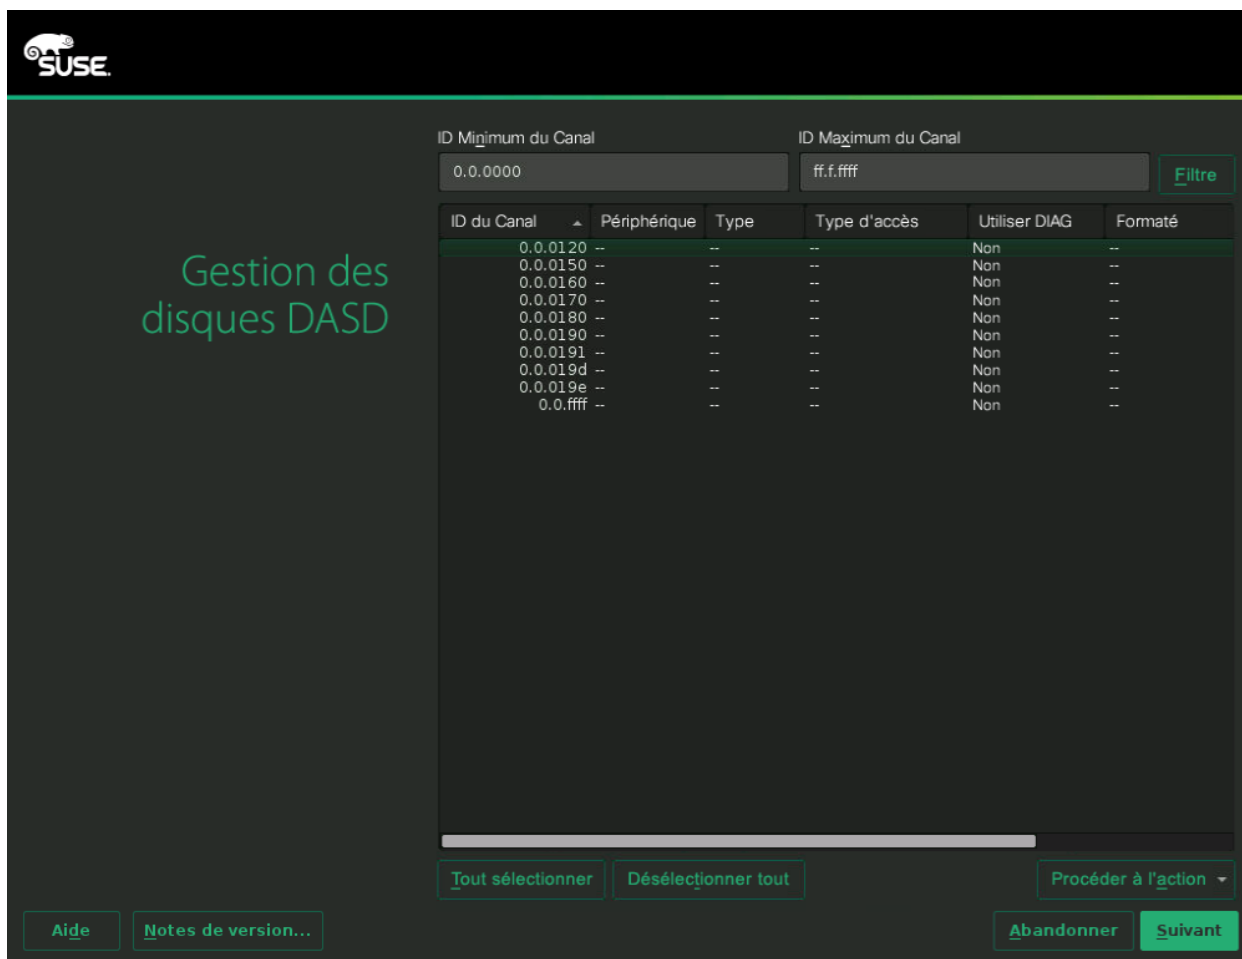 SUSE.
ID Minimum du Canal ID Maximum du Canal
0.0.0000 ff.f.ffff Filtre
ID du Canal Périphérique Type Type d'accès Utiliser DIAG Formaté
0.0.0120 -- -- -- Non --
0.0.0150 -- -- -- Non --
0.0.0160 -- -- -- Non --
0.0.0170 -- -- -- Non --
0.0.0180 -- -- -- Non --
0.0.0190 -- -- -- Non --
0.0.0191 -- -- -- Non --
0.0.019d -- -- -- Non --
0.0.019e -- -- -- Non --
0.0.ffff -- -- -- Non --
Gestion des
disques DASD
Tout sélectionner Désélectionner tout Procéder à l'action
Aide Notes de version... Abandonner Suivant